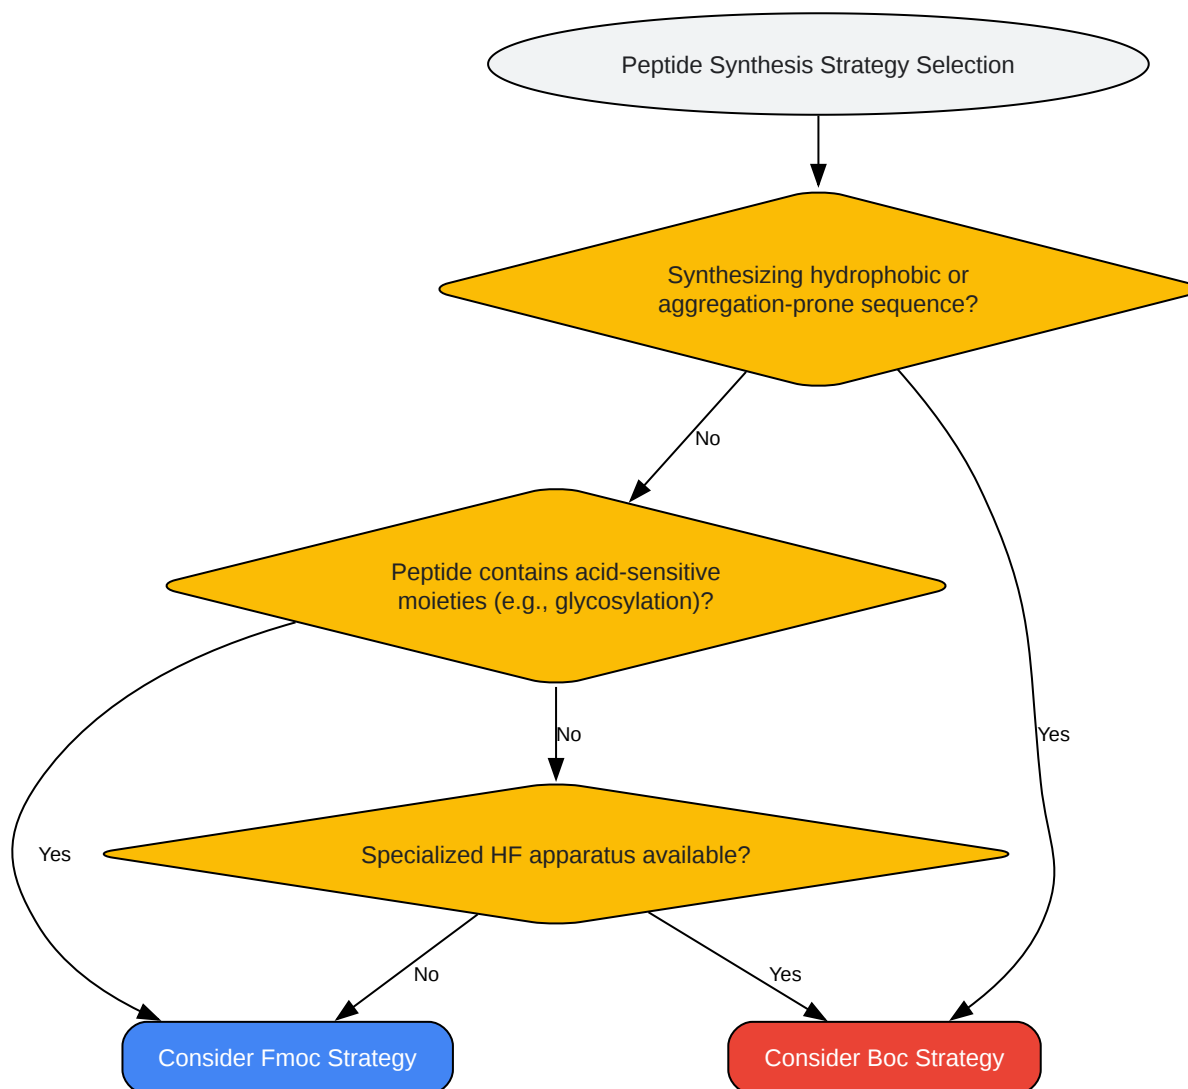 Peptide Synthesis Strategy Selection
Synthesizing hydrophobic or
aggregation-prone sequence?
No
Peptide contains acid-sensitive
moieties (e.g., glycosylation)?
No
Yes
Yes
Specialized HF apparatus available?
No
Yes
Consider Fmoc Strategy
Consider Boc Strategy